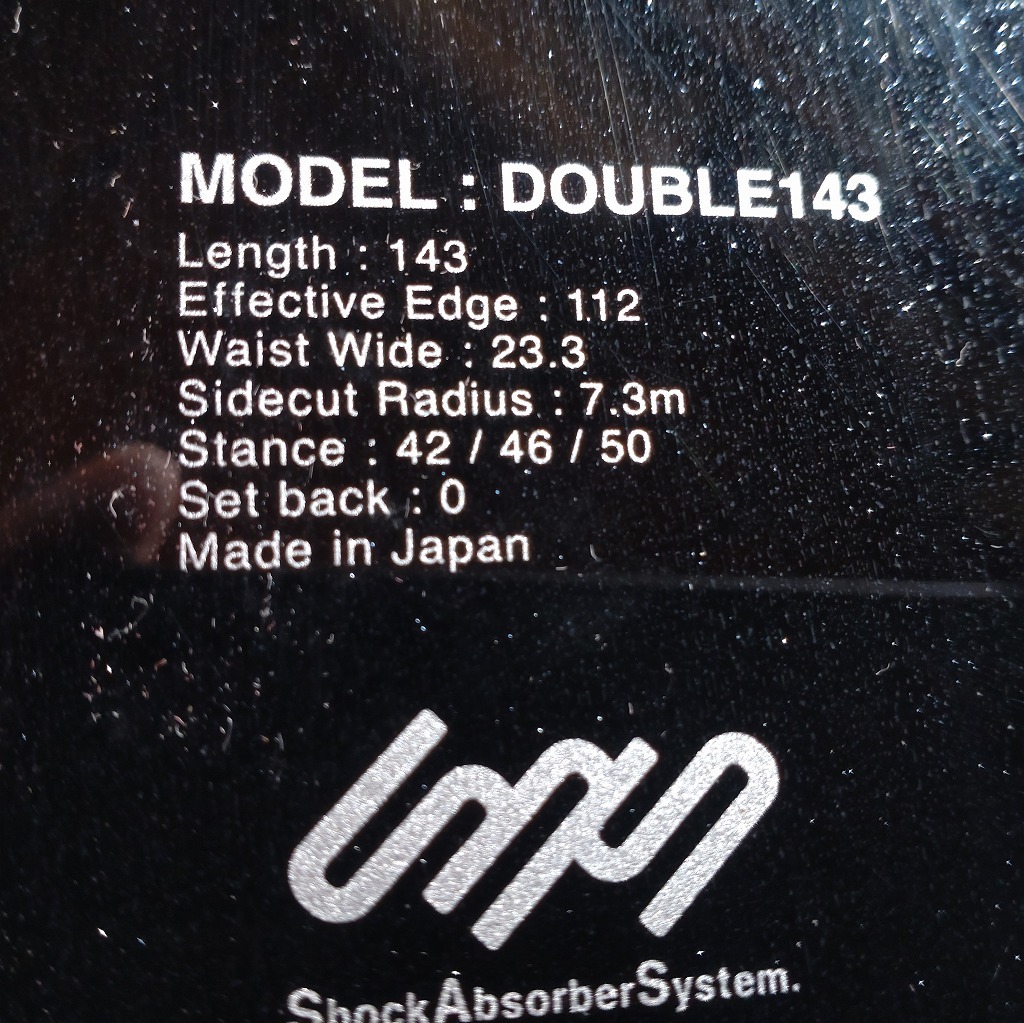 MODEL : DOUBLE143
Length : 143
Effective Edge : 112
Waist Wide : 23.3
Sidecut Radius : 7.3m
Stance : 42 / 46 / 50
Set back : 0
Made in Japan
ShockAbsorberSystem.